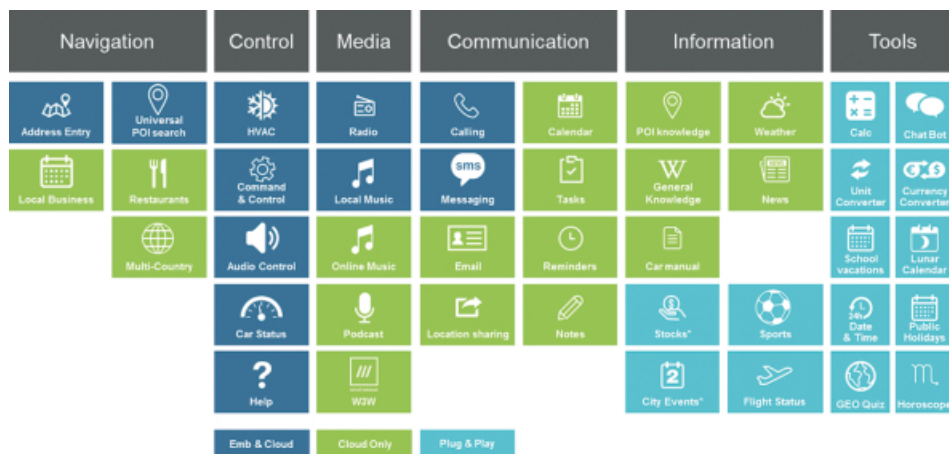 Navigation
Control
Media
Communication
Information
Tools
Address Entry
Universal
POI search
HVAC
Radio
Calling
Calendar
POI knowledge
Weather
Calc
Chat Bot
Local Business
Restaurants
Command
& Control
Local Music
sms
Messaging
Tasks
W
General
Knowledge
NEWS
News
Unit
Converter
€ $
Currency
Converter
Multi-Country
Audio Control
Online Music
Email
Reminders
Car manual
School
vacations
Lunar
Calendar
Car Status
Podcast
Location sharing
Notes
$
Stocks*
Sports
24h
Date
& Time
Public
Holidays
?
Help
///
W3W
2
City Events*
Flight Status
GEO Quiz
Horoscope
Emb & Cloud
Cloud Only
Plug & Play